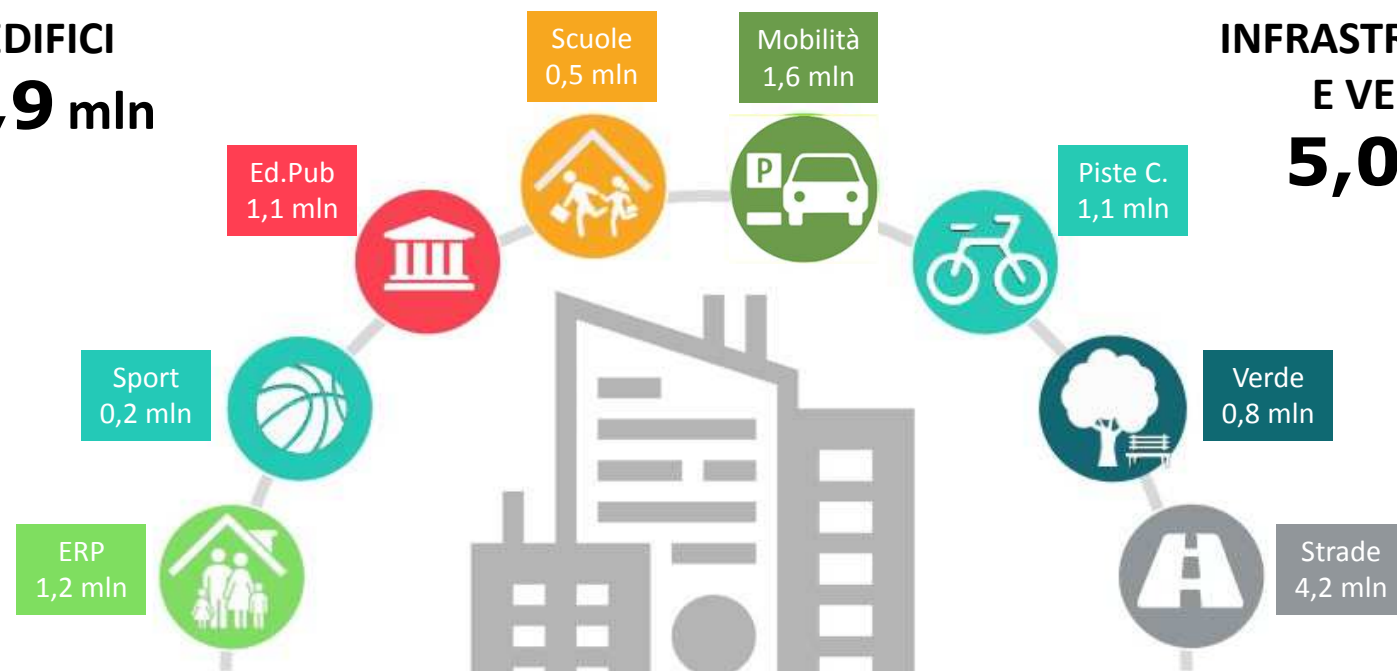 EDIFICI
,9 mln
Scuole
0,5 mln
Mobilità
1,6 mln
INFRASTR
E VE
5,0
Ed.Pub
1,1 mln
Piste C.
1,1 mln
Sport
0,2 mln
Verde
0,8 mln
ERP
1,2 mln
Strade
4,2 mln
P